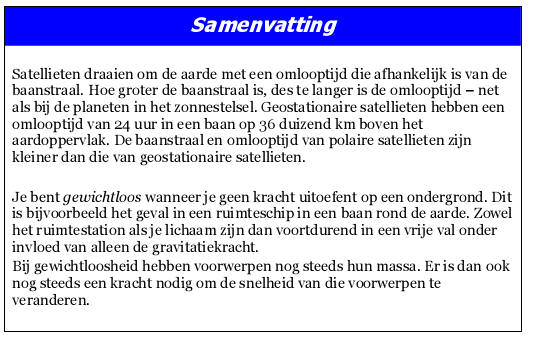 Samenvatting
Satellieten draaien om de aarde met een omlooptijd die afhankelijk is van de
baanstraal. Hoe groter de baanstraal is, des te langer is de omlooptijd – net
als bij de planeten in het zonnestelsel. Geostationaire satellieten hebben een
omlooptijd van 24 uur in een baan op 36 duizend km boven het
aardoppervlak. De baanstraal en omlooptijd van polaire satellieten zijn
kleiner dan die van geostationaire satellieten.
Je bent gewichtloos wanneer je geen kracht uitoefent op een ondergrond. Dit
is bijvoorbeeld het geval in een ruimteschip in een baan rond de aarde. Zowel
het ruimtestation als je lichaam zijn dan voortdurend in een vrije val onder
invloed van alleen de gravitatiekracht.
Bij gewichtloosheid hebben voorwerpen nog steeds hun massa. Er is dan ook
nog steeds een kracht nodig om de snelheid van die voorwerpen te
veranderen.